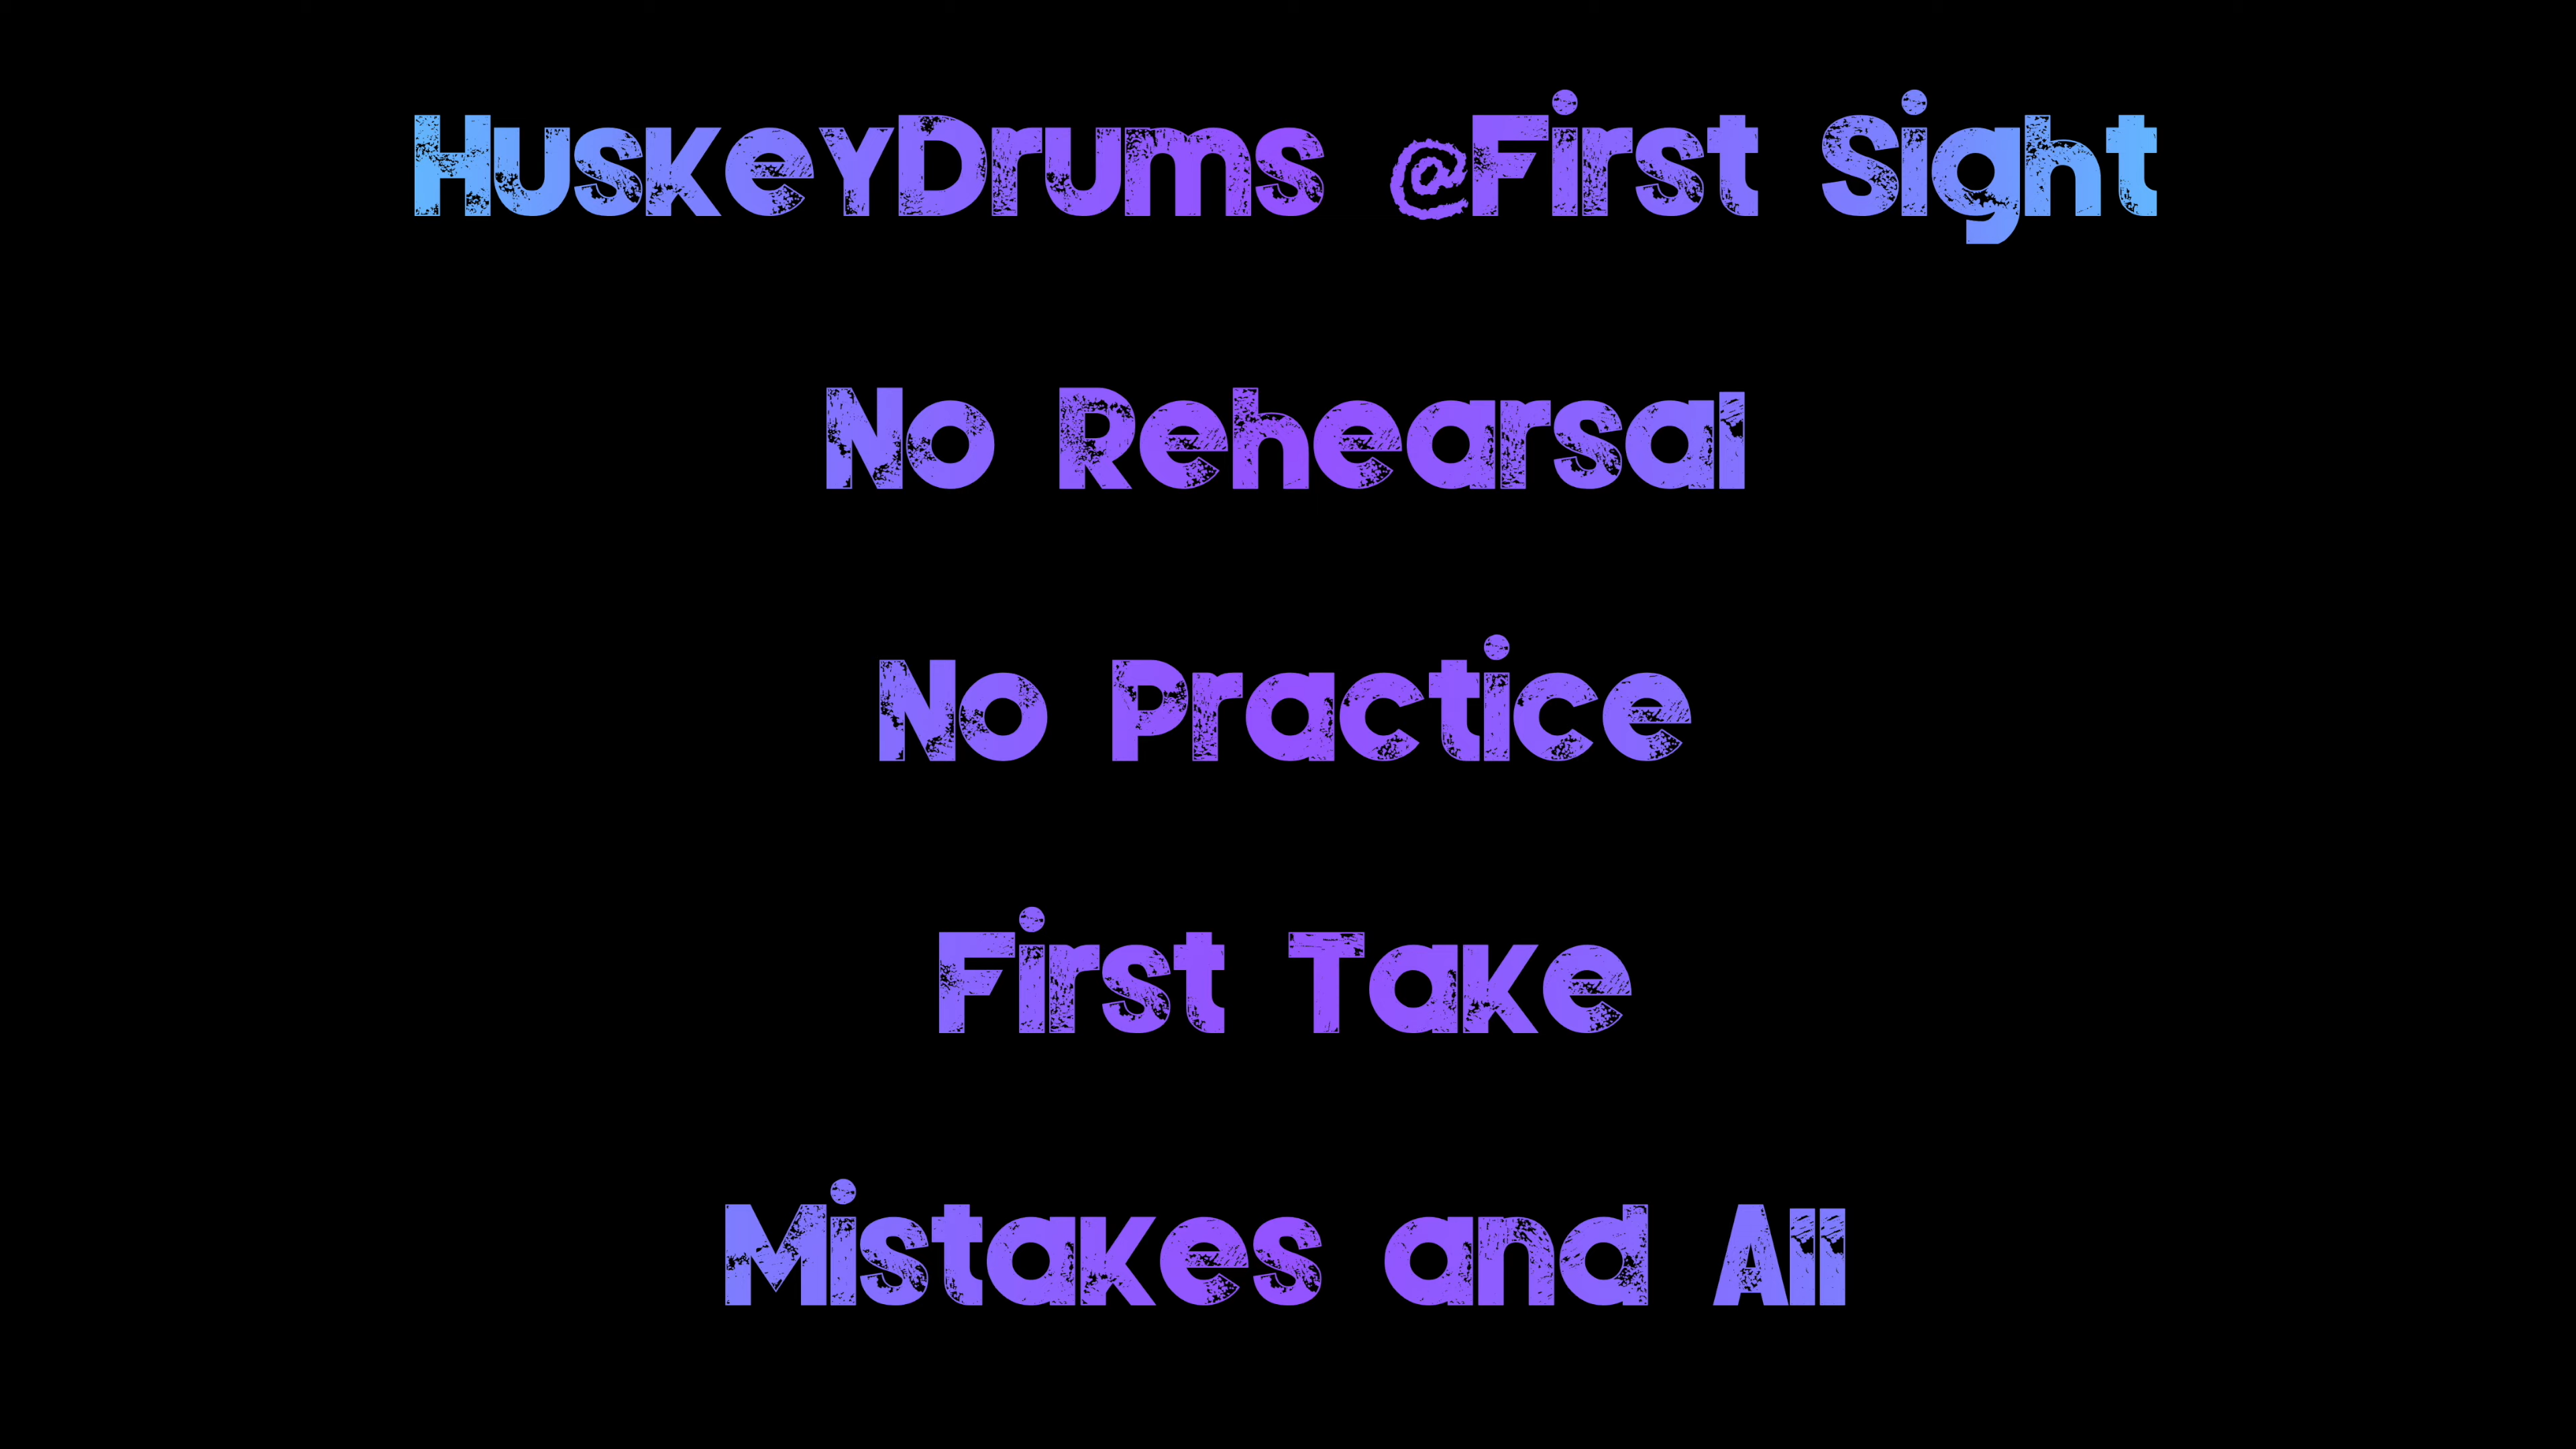 HuskeyDrums @First Sight
No Rehearsal
No Practice
First Take
Mistakes and All